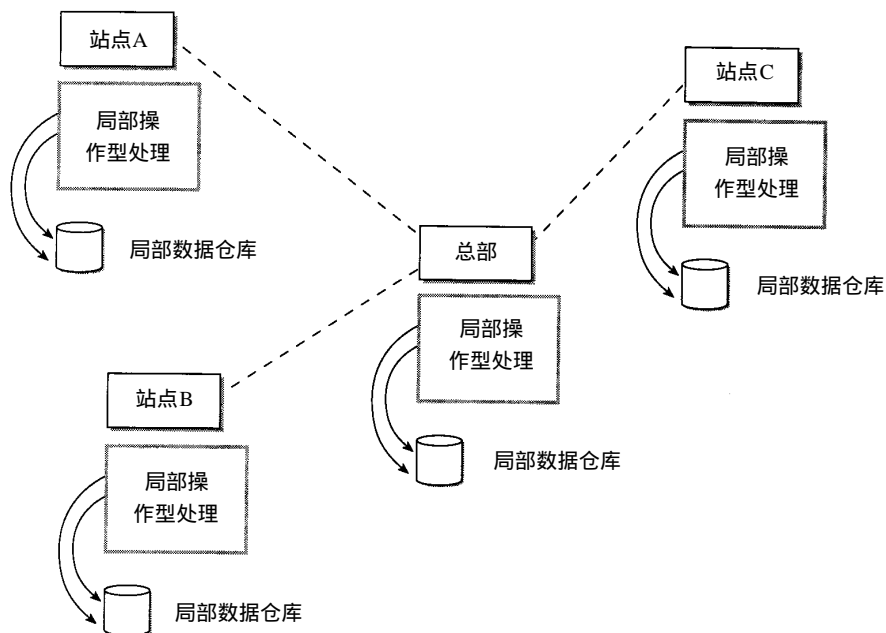 站点A
局部操
作型处理
局部数据仓库
站点C
局部操
作型处理
局部数据仓库
总部
局部操
作型处理
局部数据仓库
站点B
局部操
作型处理
局部数据仓库